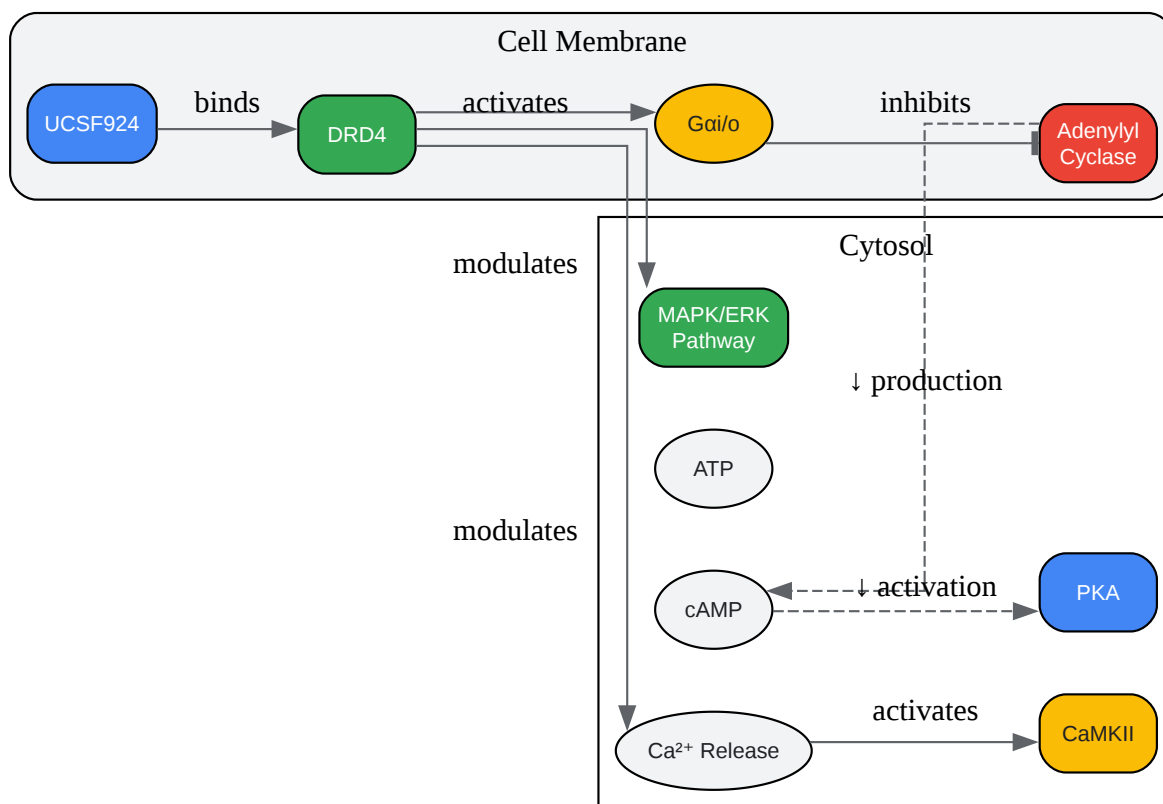 Cell Membrane
UCSF924
binds
DRD4
activates
Gαi/o
inhibits
Adenylyl
Cyclase
Cytosol
modulates
MAPK/ERK
Pathway
↓ production
ATP
modulates
cAMP
↓ activation
PKA
Ca²⁺ Release
activates
CaMKII